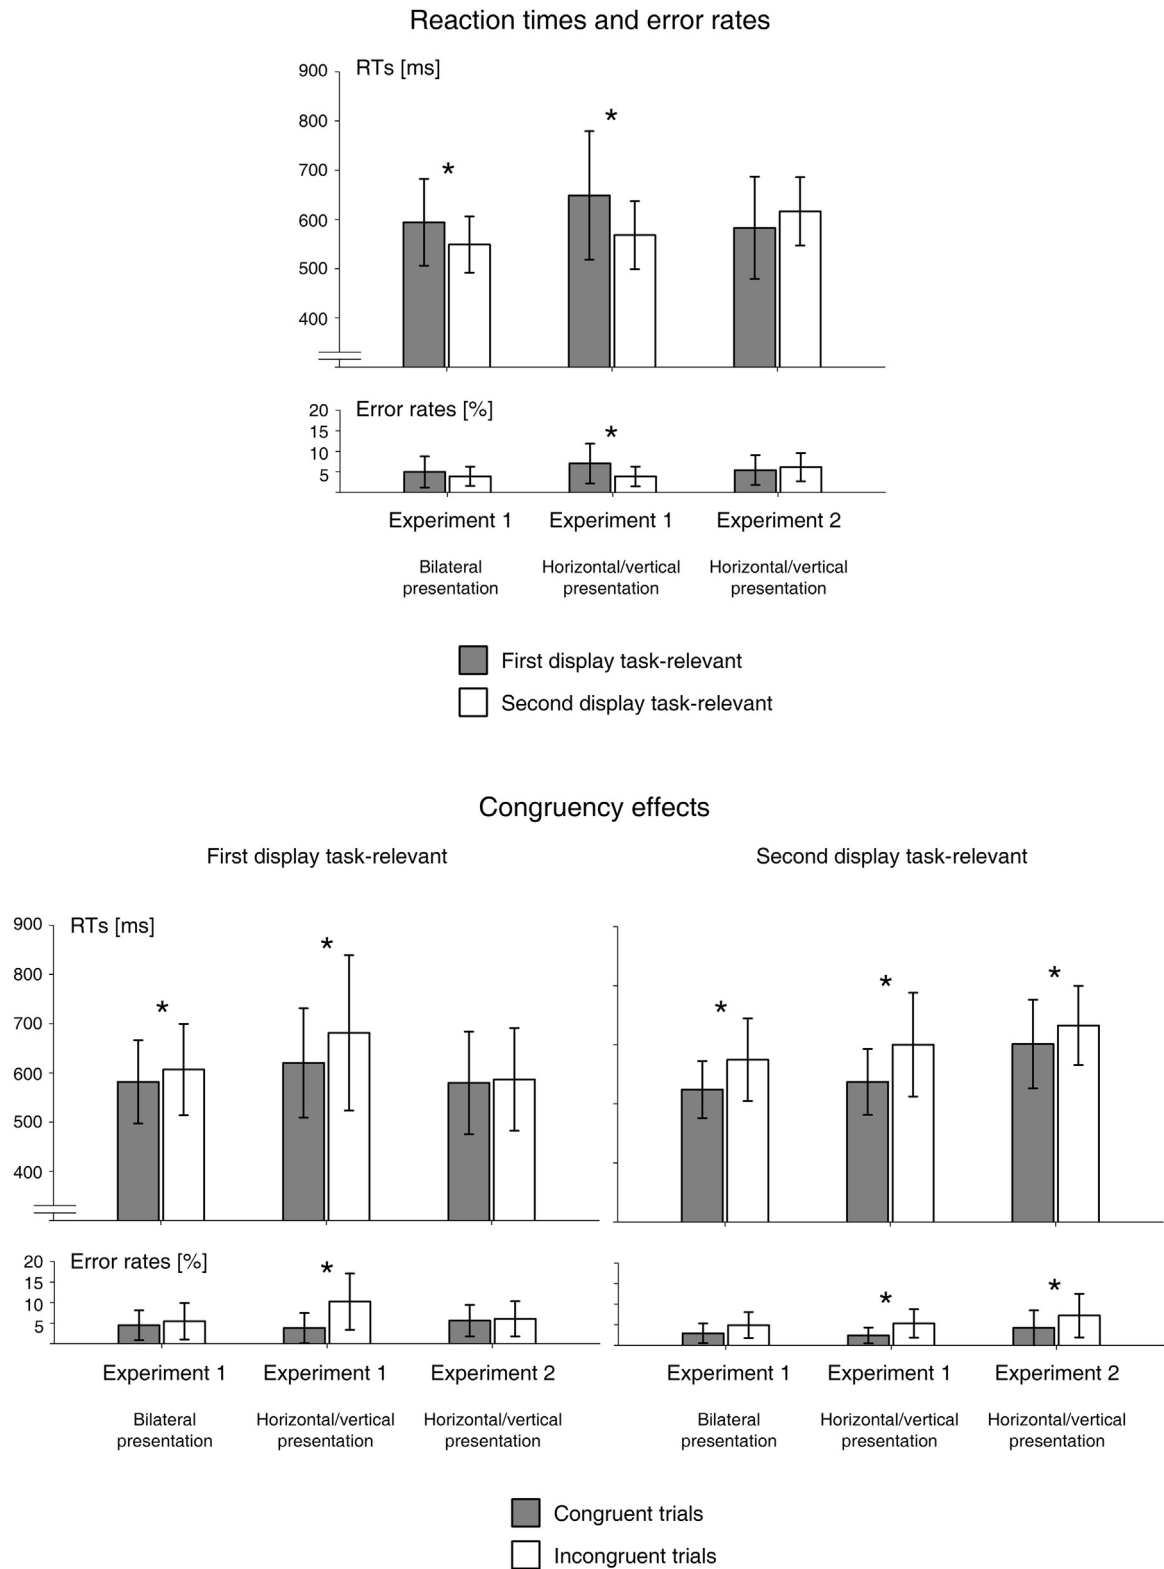 Reaction times and error rates
RTs [ms]
900
800
700
600
500
400
*
*
Error rates [%]
20
15
10
5
*
Experiment 1
Experiment 1
Experiment 2
Bilateral
presentation
Horizontal/vertical
presentation
Horizontal/vertical
presentation
First display task-relevant
Second display task-relevant
Congruency effects
First display task-relevant
Second display task-relevant
RTs [ms]
900
800
700
600
500
400
*
*
*
*
*
Error rates [%]
20
15
10
5
*
*
*
Experiment 1
Experiment 1
Experiment 2
Experiment 1
Experiment 1
Experiment 2
Bilateral
presentation
Horizontal/vertical
presentation
Horizontal/vertical
presentation
Bilateral
presentation
Horizontal/vertical
presentation
Horizontal/vertical
presentation
Congruent trials
Incongruent trials